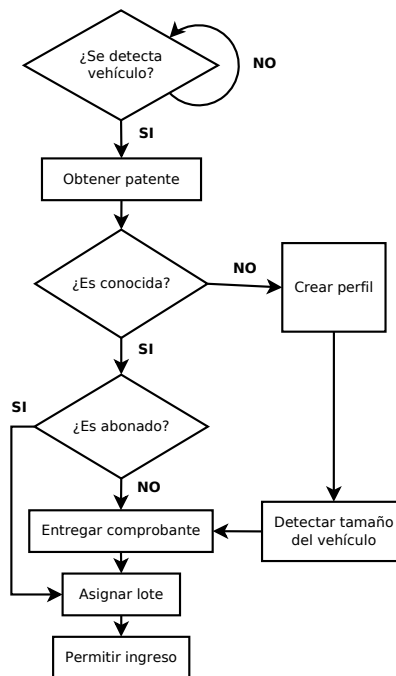 ¿Se detecta
vehículo?
NO
SI
Obtener patente
¿Es conocida?
NO
Crear perfil
SI
SI
¿Es abonado?
NO
Entregar comprobante
Detectar tamaño
del vehículo
Asignar lote
Permitir ingreso